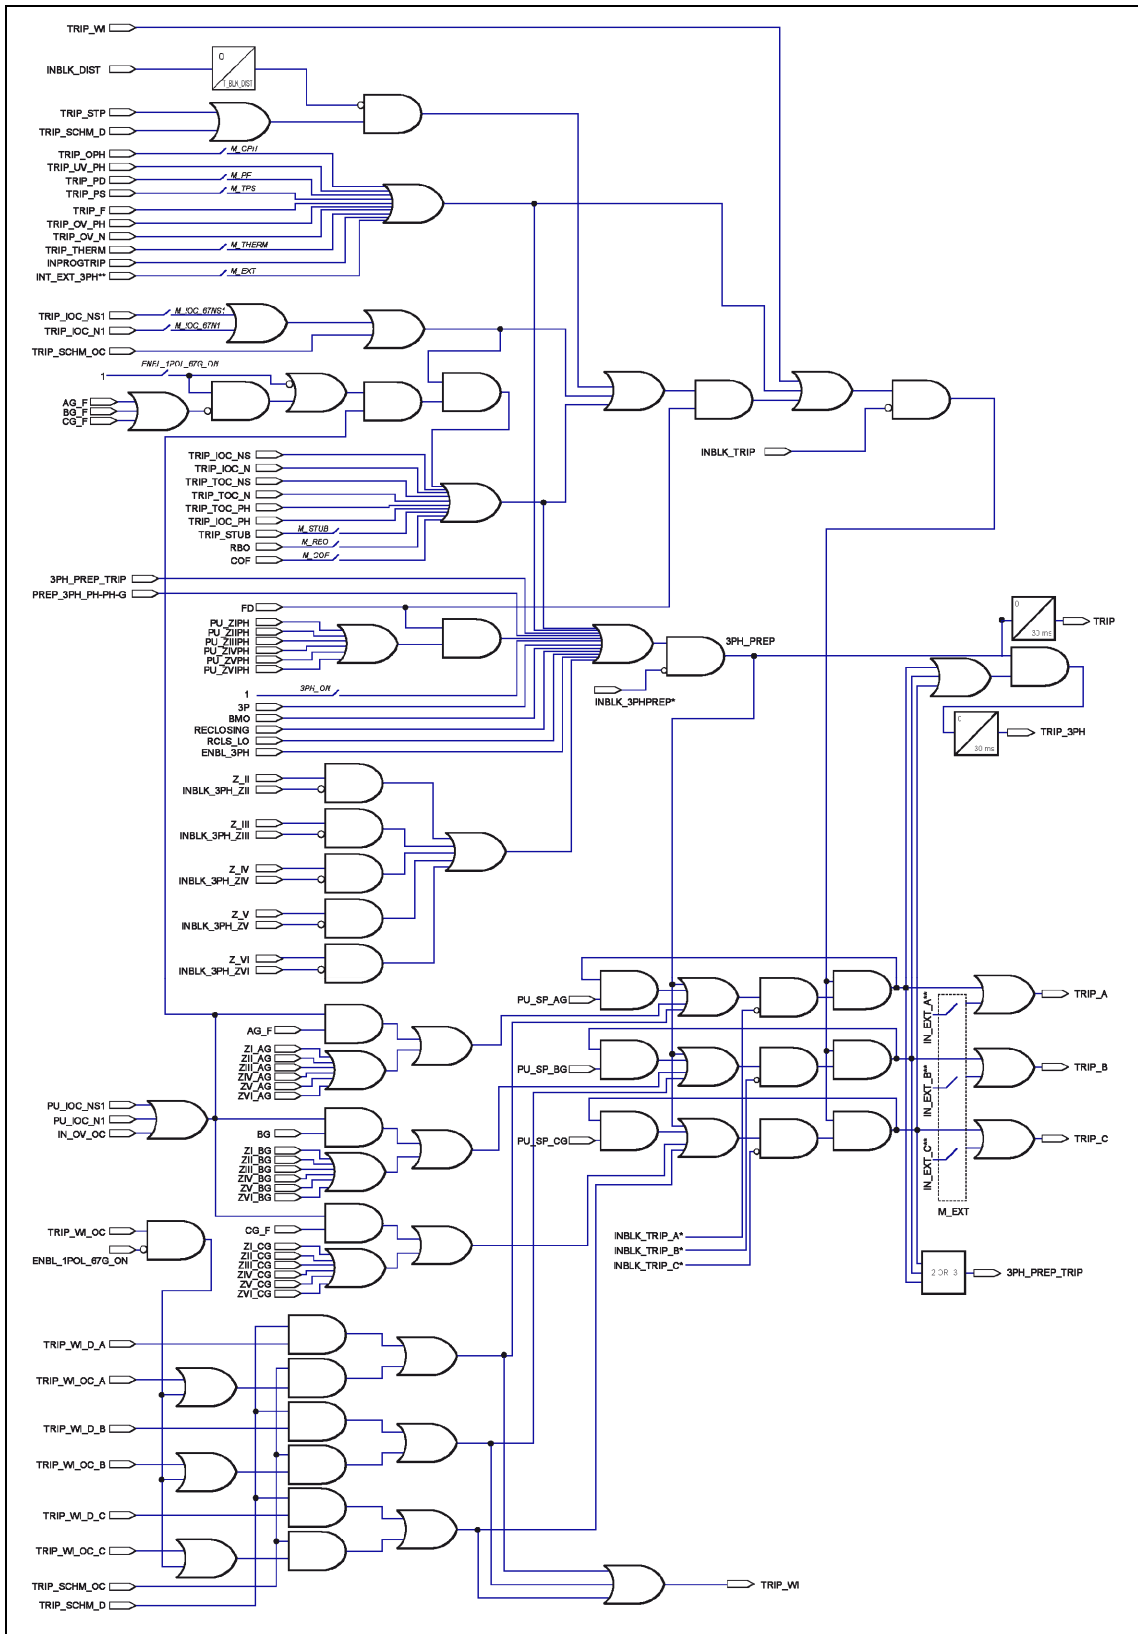 TRIP_WI
INBLK_DIST
0
T_BLK_DIST
TRIP_STP
TRIP_SCHM_D
TRIP_OPH
M_CPH
TRIP_UV_PH
TRIP_PD
M_PF
TRIP_PS
M_TPS
TRIP_F
TRIP_OV_PH
TRIP_OV_N
TRIP_THERM
M_THERM
INPROGTRIP
INT_EXT_3PH**
M_EXT
TRIP_IOC_NS1
M_IOC_67NS1
TRIP_IOC_N1
M_IOC_67N1
TRIP_SCHM_OC
1
ENBL_1POL_67G_ON
AG_F
BG_F
CG_F
INBLK_TRIP
TRIP_IOC_NS
TRIP_IOC_N
TRIP_TOC_NS
TRIP_TOC_N
TRIP_TOC_PH
TRIP_IOC_PH
TRIP_STUB
M_STUB
RBO
M_REO
COF
M_COF
3PH_PREP_TRIP
PREP_3PH_PH-PH-G
FD
PU_ZIPH
PU_ZIIPH
PU_ZIIIPH
PU_ZIVPH
PU_ZVPH
PU_ZVIPH
3PH_PREP
0
30 ms
TRIP
1
3PH_ON
INBLK_3PHPREP*
3P
BMO
RECLOSING
RCLS_LO
ENBL_3PH
30 ms
TRIP_3PH
Z_II
INBLK_3PH_ZII
Z_III
INBLK_3PH_ZIII
Z_IV
INBLK_3PH_ZIV
Z_V
INBLK_3PH_ZV
Z_VI
INBLK_3PH_ZVI
PU_SP_AG
TRIP_A
IN_EXT_A**
AG_F
ZI_AG
ZII_AG
ZIII_AG
ZIV_AG
ZV_AG
ZVI_AG
PU_SP_BG
TRIP_B
IN_EXT_B**
PU_IOC_NS1
PU_IOC_N1
IN_OV_OC
BG
ZI_BG
ZII_BG
ZIII_BG
ZIV_BG
ZV_BG
ZVI_BG
PU_SP_CG
TRIP_C
IN_EXT_C**
M_EXT
TRIP_WI_OC
ENBL_1POL_67G_ON
CG_F
ZI_CG
ZII_CG
ZIII_CG
ZIV_CG
ZV_CG
ZVI_CG
INBLK_TRIP_A*
INBLK_TRIP_B*
INBLK_TRIP_C*
2 OR 3
3PH_PREP_TRIP
TRIP_WI_D_A
TRIP_WI_OC_A
TRIP_WI_D_B
TRIP_WI_OC_B
TRIP_WI_D_C
TRIP_WI_OC_C
TRIP_SCHM_OC
TRIP_SCHM_D
TRIP_WI